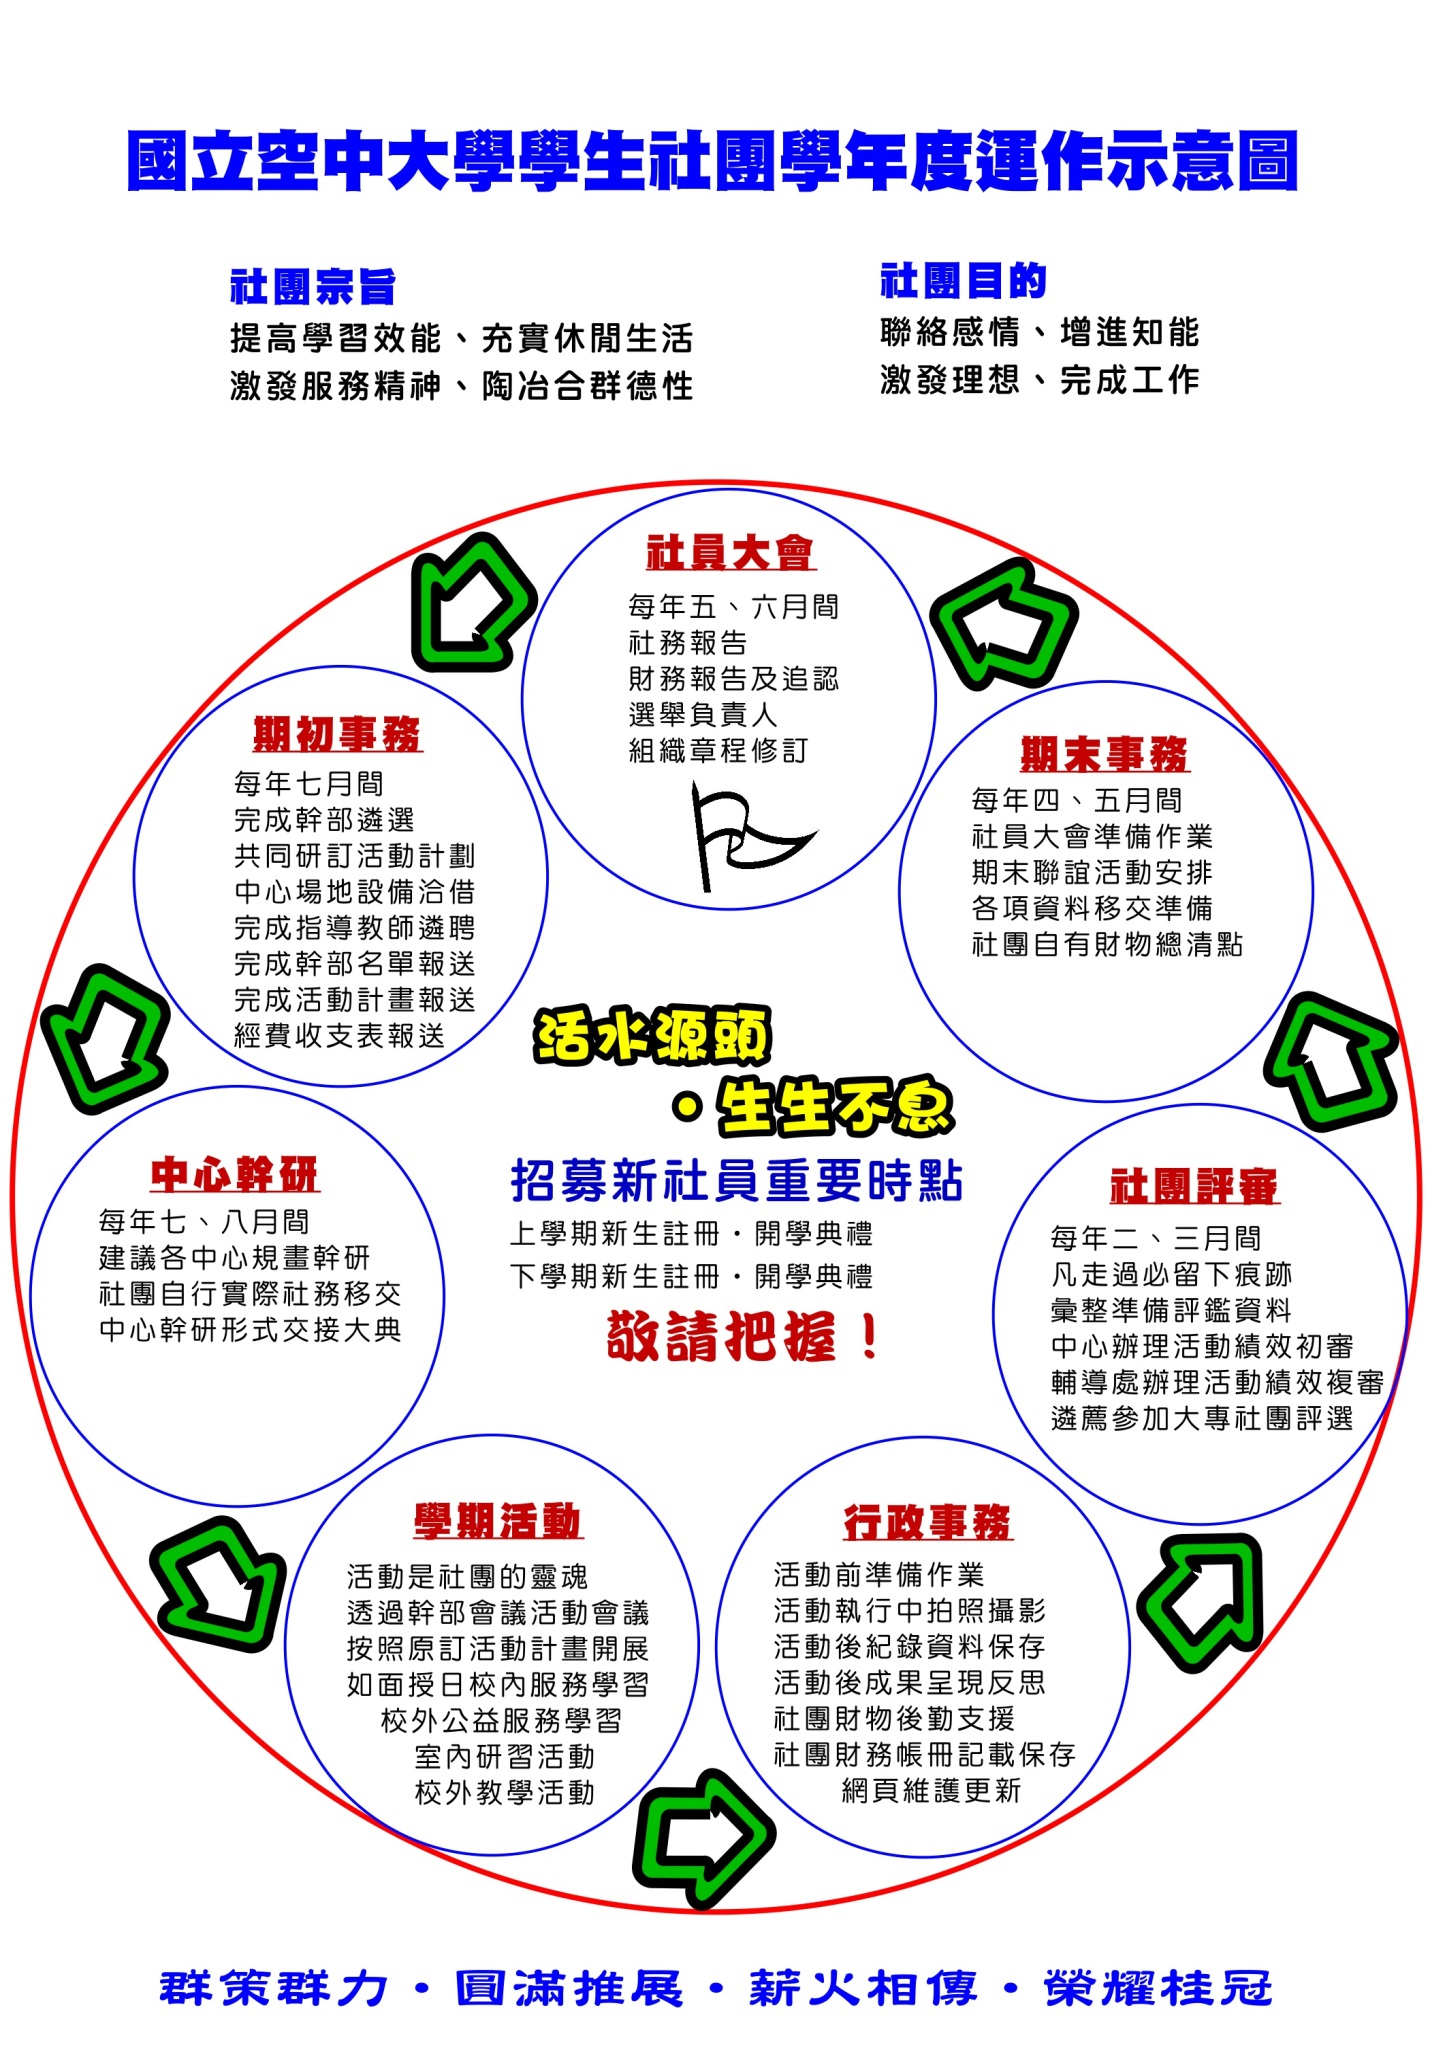 國立空中大學學生社團學年度運作示意圖
社團宗旨
提高學習效能、充實休閒生活
激發服務精神、陶冶合群德性
社團目的
聯絡感情、增進知能
激發理想、完成工作
社員大會
每年五、六月間
社務報告
財務報告及追認
選舉負責人
組織章程修訂
期初事務
每年七月間
完成幹部遴選
共同研訂活動計劃
中心場地設備洽借
完成指導教師遴聘
完成幹部名單報送
完成活動計畫報送
經費收支表報送
中心幹研
每年七、八月間
建議各中心規畫幹研
社團自行實際社務移交
中心幹研形式交接大典
學期活動
活動是社團的靈魂
透過幹部會議活動會議
按照原訂活動計畫開展
如面授日校內服務學習
校外公益服務學習
室內研習活動
校外教學活動
行政事務
活動前準備作業
活動執行中拍照攝影
活動後紀錄資料保存
活動後成果呈現反思
社團財物後勤支援
社團財務帳冊記載保存
網頁維護更新
社團評審
每年二、三月間
凡走過必留下痕跡
彙整準備評鑑資料
中心辦理活動績效初審
輔導處辦理活動績效複審
遴薦參加大專社團評選
期末事務
每年四、五月間
社員大會準備作業
期末聯誼活動安排
各項資料移交準備
社團自有財物總清點
活水源頭
•生生不息
招募新社員重要時點
上學期新生註冊・開學典禮
下學期新生註冊・開學典禮
敬請把握！
群策群力・圓滿推展・薪火相傳・榮耀桂冠